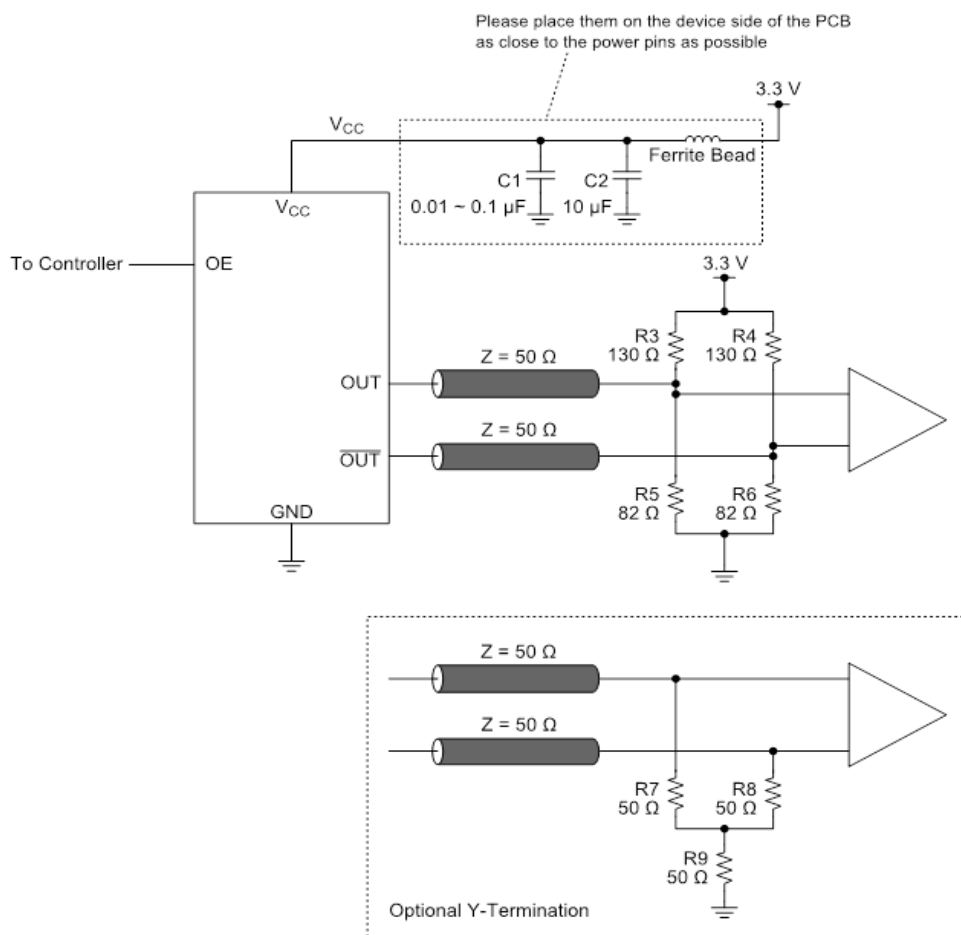 Please place them on the device side of the PCB
as close to the power pins as possible
3.3 V
VCC
Ferrite Bead
C1
C2
0.01 ~ 0.1 µF
10 µF
VCC
To Controller
OE
3.3 V
R3
130 Ω
R4
130 Ω
Z = 50 Ω
OUT
Z = 50 Ω
OUT
R5
82 Ω
R6
82 Ω
GND
Z = 50 Ω
Z = 50 Ω
R7
50 Ω
R8
50 Ω
R9
50 Ω
Optional Y-Termination